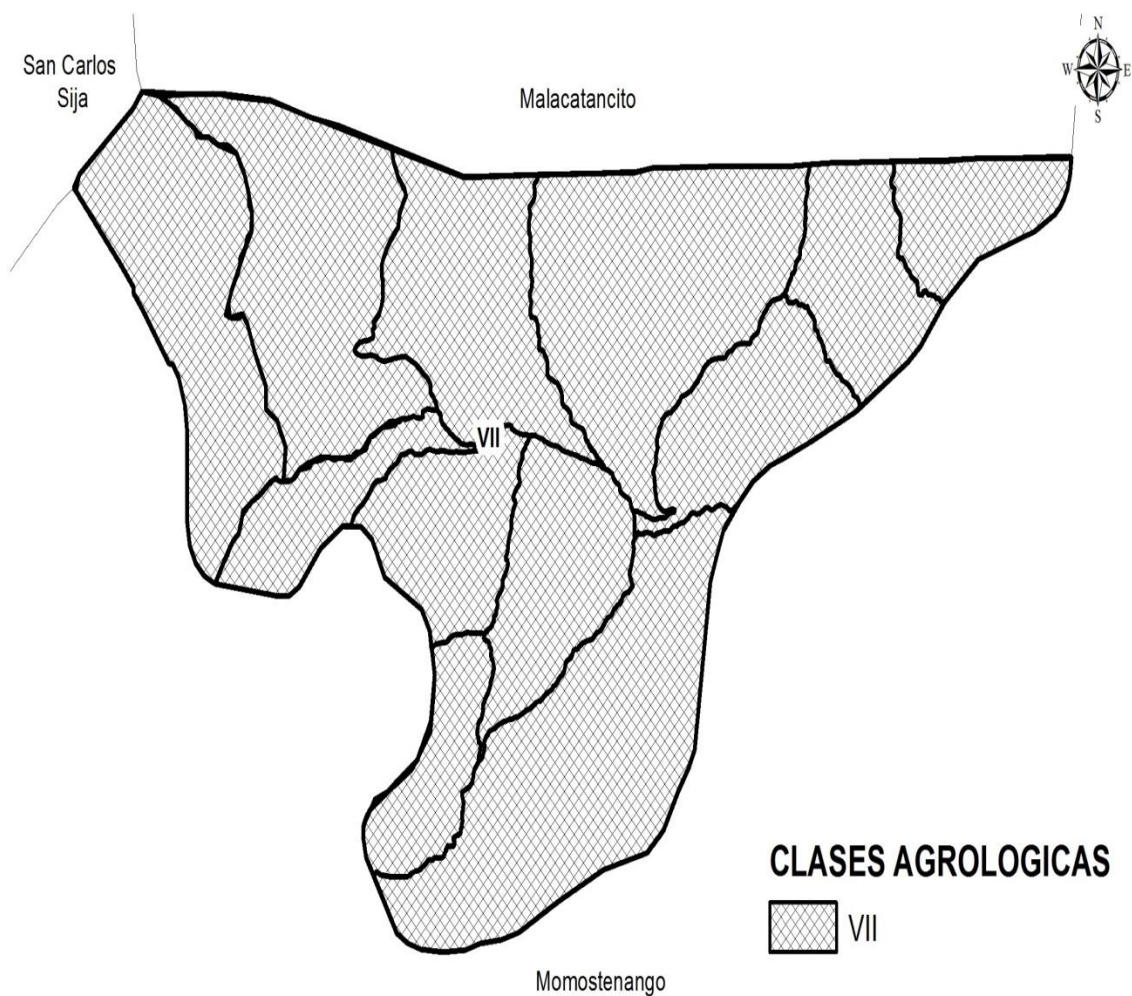 San Carlos
Sija
Malacatancito
N
W
E
S
VII
CLASES AGROLOGICAS
VII
Momostenango